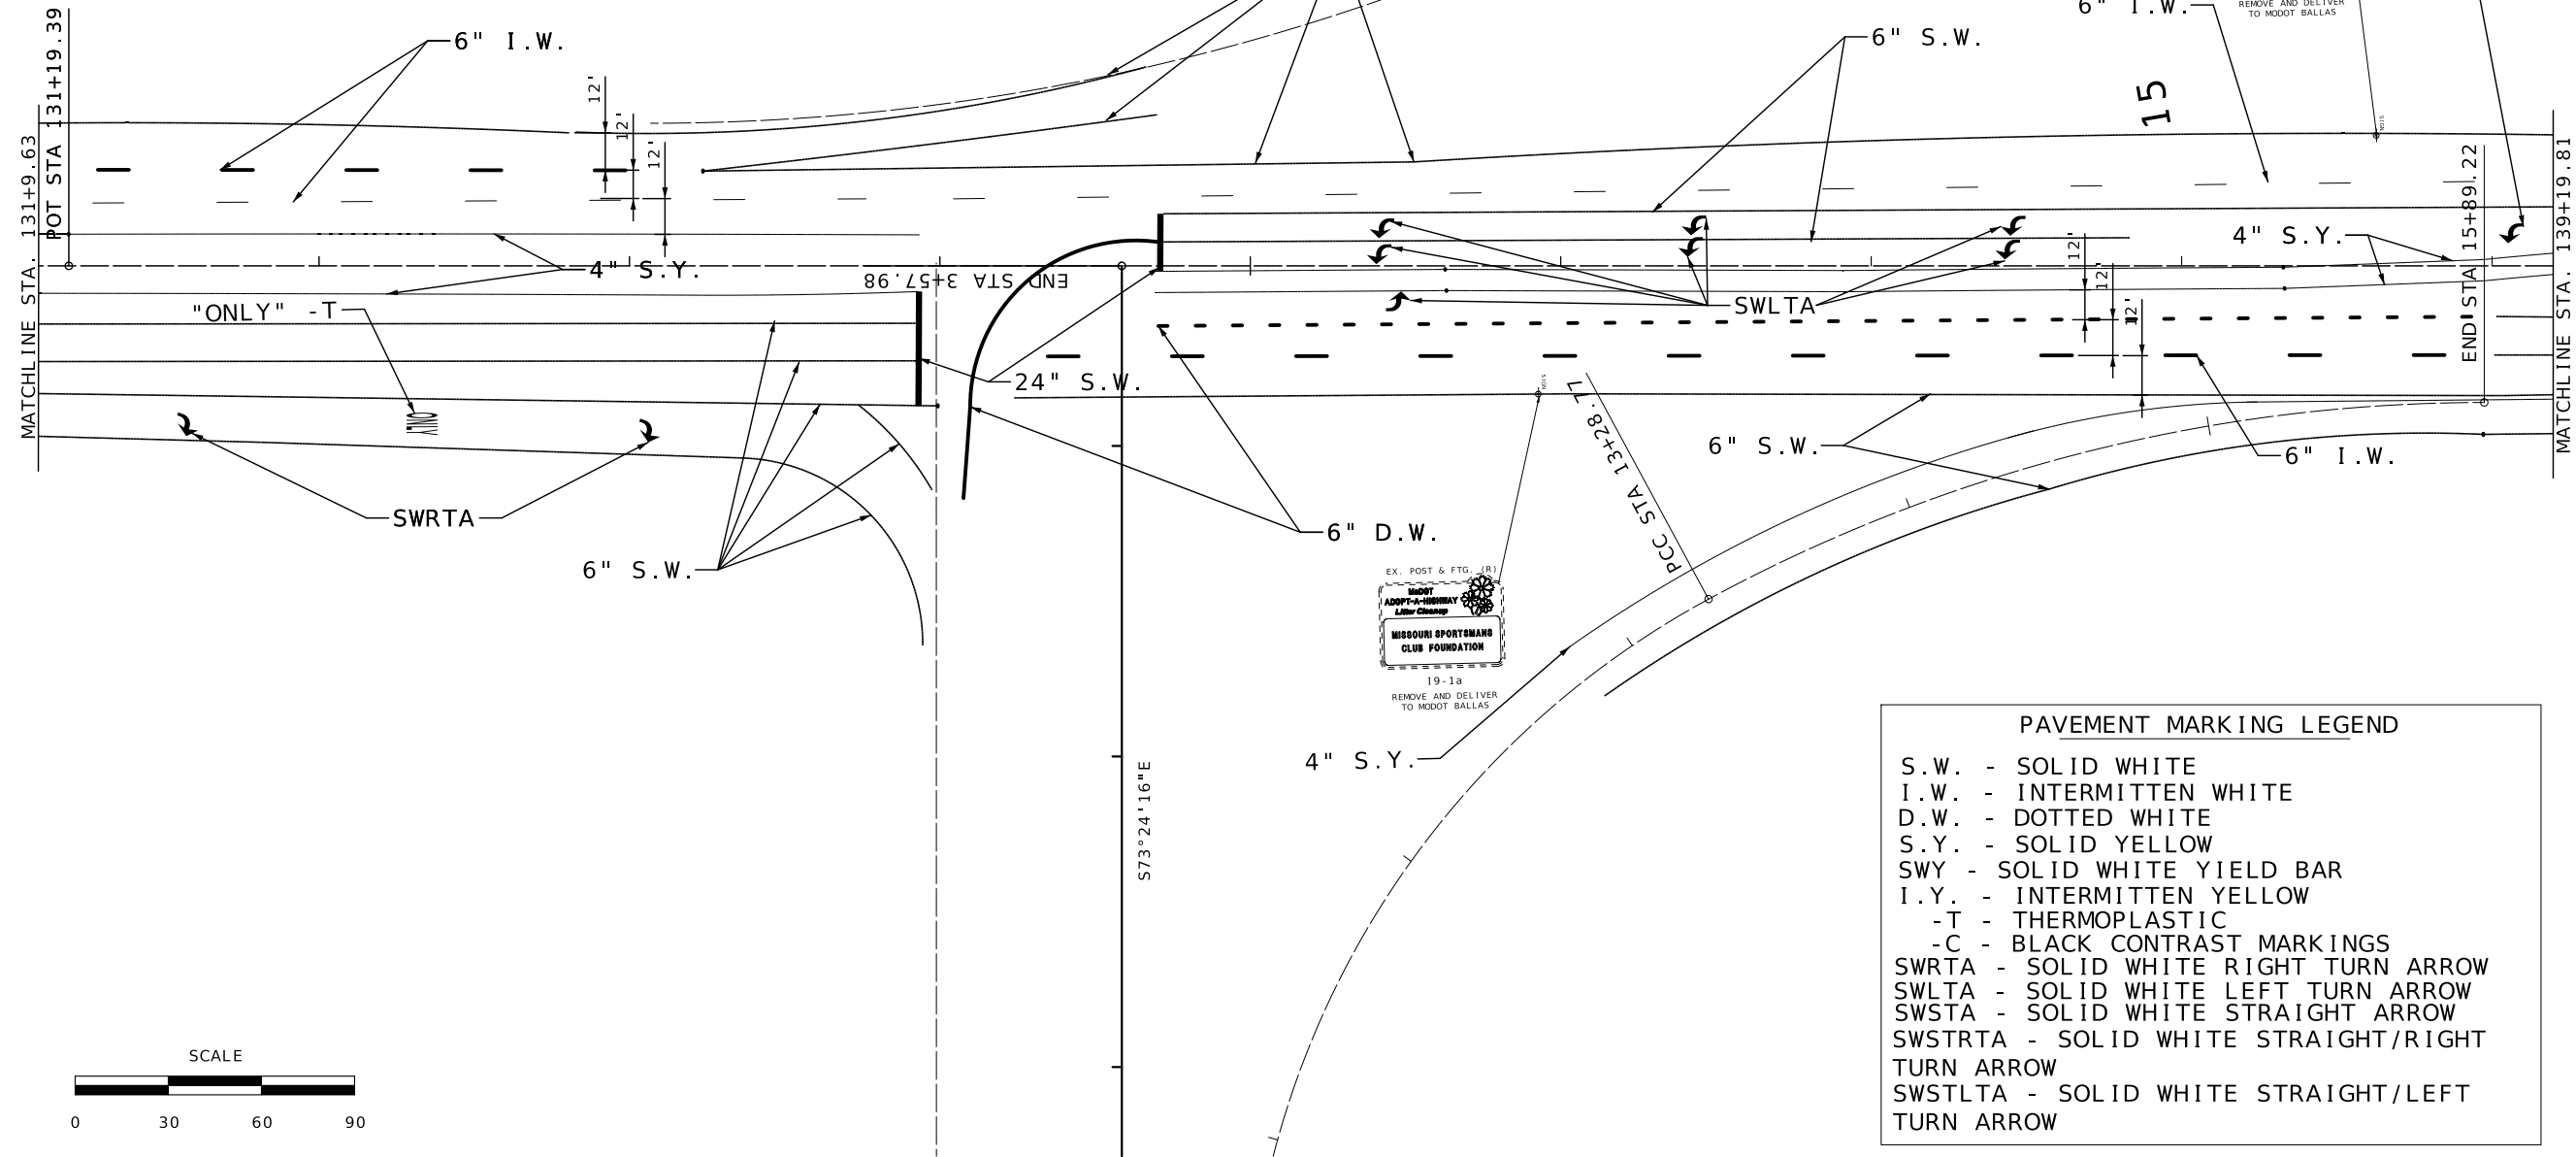 MATCHLINE STA. 131+9.63
POT STA 131+19.39
6" I.W.
12'
12'
12'
4" S.Y.
"ONLY" -T
ONLY
SWRTA
6" S.W.
END STA 3+57.98
24" S.W.
6" D.W.
S73°24'16"E
6" S.W.
6" I.W.
REMOVE AND DELIVER
TO MODOT BALLAS
15
SIGN
SWLTA
4" S.Y.
12'
12'
12'
END STA 15+89.22
MATCHLINE STA. 139+19.81
6" I.W.
6" S.W.
SIGN
PCC STA 13+28.77
EX. POST & FTG. (R)
MoDOT
ADOPT-A-HIGHWAY
Litter Cleanup
MISSOURI SPORTSMANS
CLUB FOUNDATION
I9-1a
REMOVE AND DELIVER
TO MODOT BALLAS
4" S.Y.
PAVEMENT MARKING LEGEND
S.W. - SOLID WHITE
I.W. - INTERMITTEN WHITE
D.W. - DOTTED WHITE
S.Y. - SOLID YELLOW
SWY - SOLID WHITE YIELD BAR
I.Y. - INTERMITTEN YELLOW
-T - THERMOPLASTIC
-C - BLACK CONTRAST MARKINGS
SWRTA - SOLID WHITE RIGHT TURN ARROW
SWLTA - SOLID WHITE LEFT TURN ARROW
SWSTA - SOLID WHITE STRAIGHT ARROW
SWSTRTA - SOLID WHITE STRAIGHT/RIGHT
TURN ARROW
SWSTLTA - SOLID WHITE STRAIGHT/LEFT
TURN ARROW
SCALE
0 30 60 90